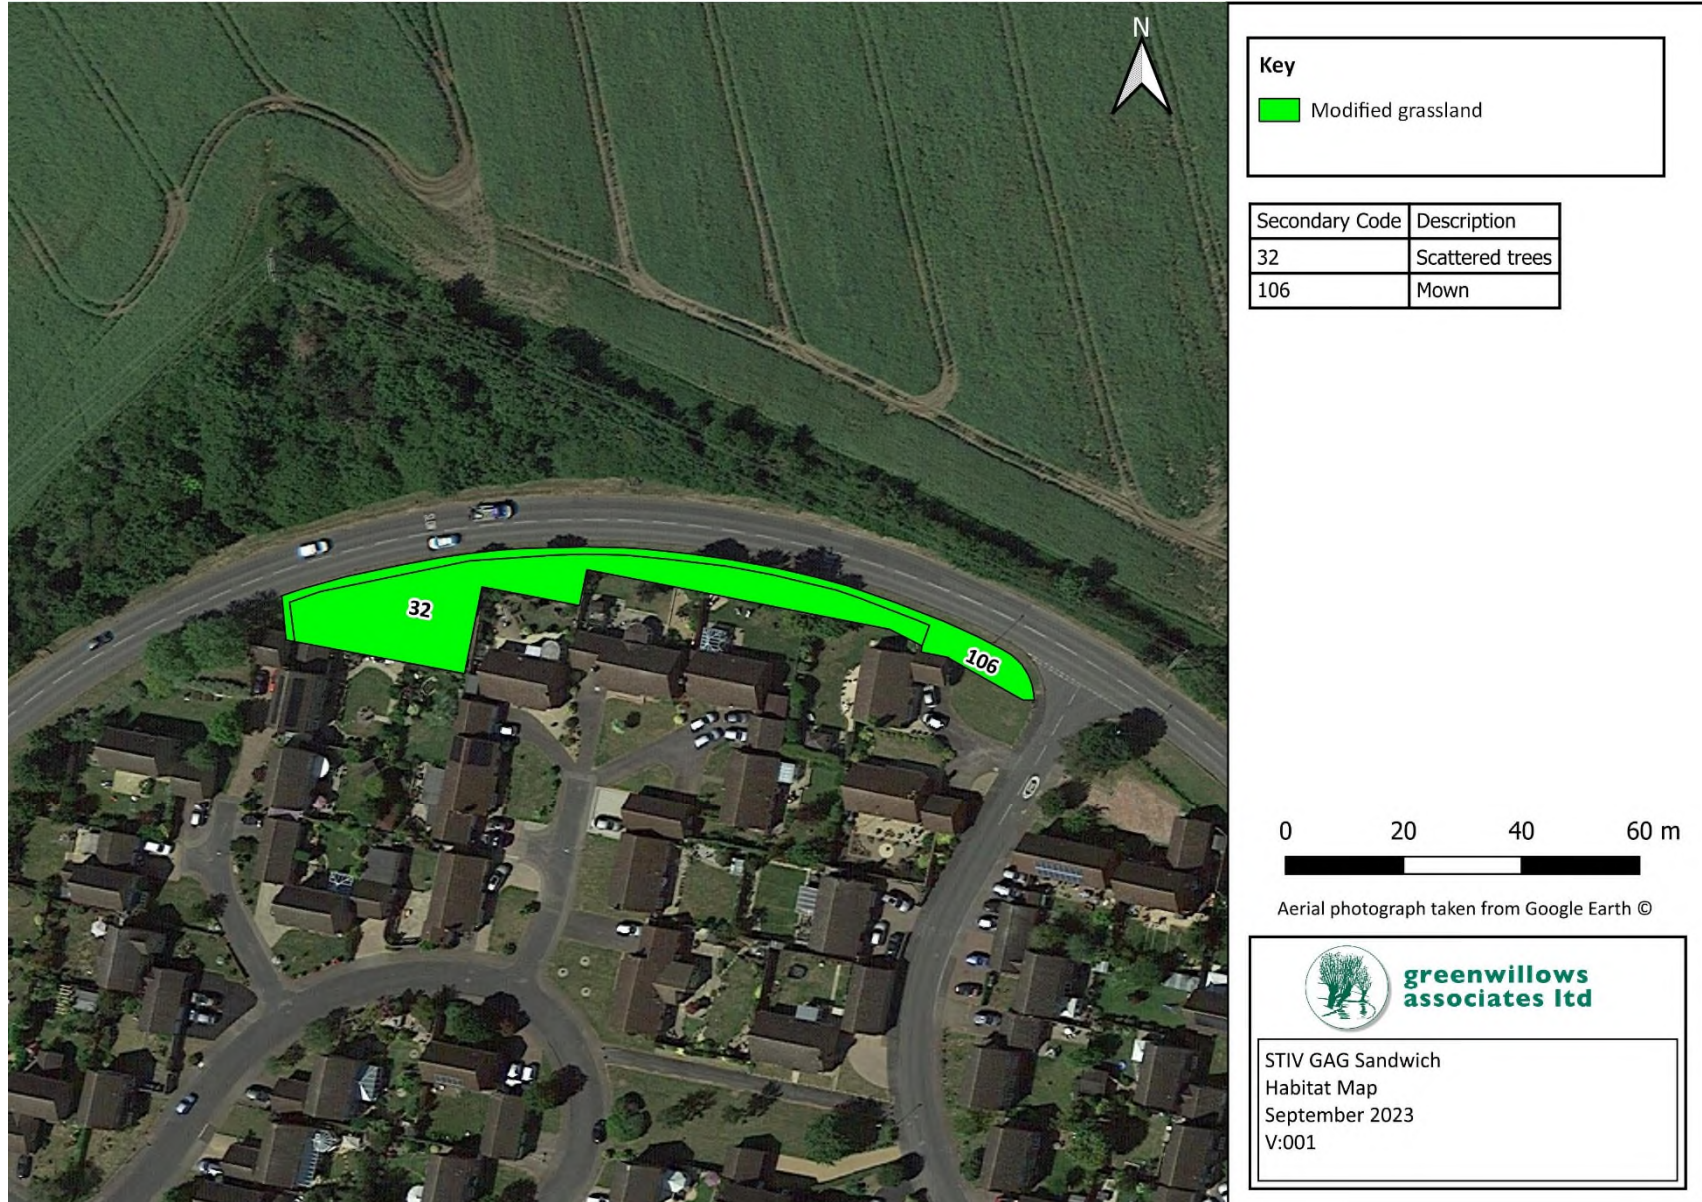 N
32
106
Key
Modified grassland
Secondary Code Description
32 Scattered trees
106 Mown
0 20 40 60 m
Aerial photograph taken from Google Earth ©
greenwillows
associates ltd
STIV GAG Sandwich
Habitat Map
September 2023
V:001